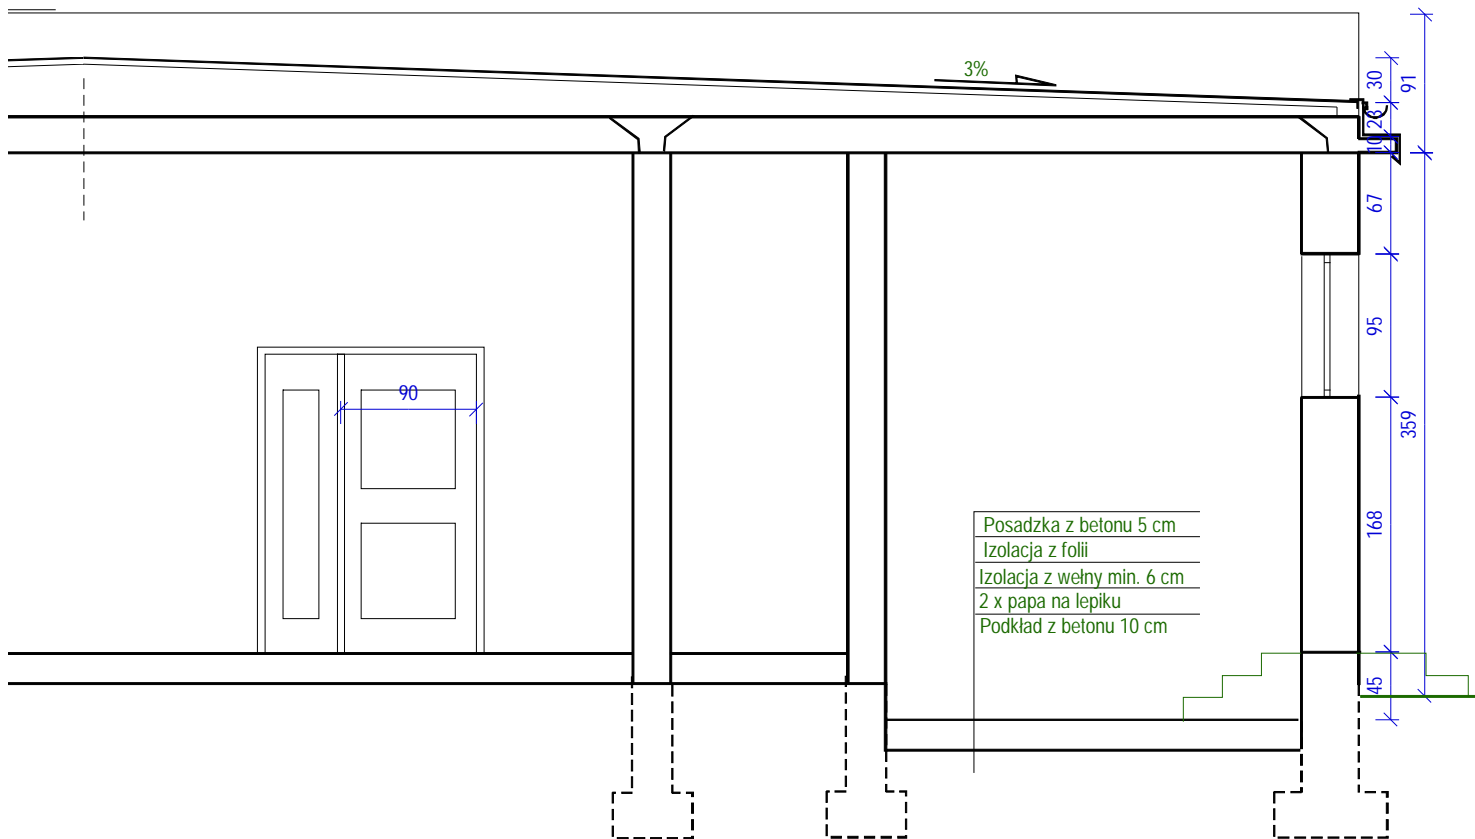 3%
30
91
23
10
67
95
90
359
168
Posadzka z betonu 5 cm
Izolacja z folii
Izolacja z wełny min. 6 cm
2 x papa na lepiku
Podkład z betonu 10 cm
45